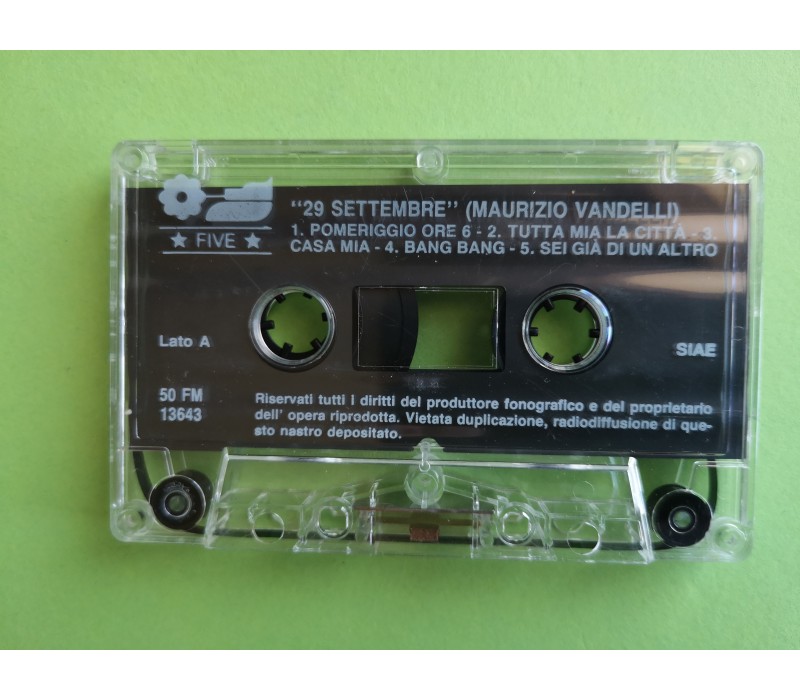 "29 SETTEMBRE" (MAURIZIO VANDELLI)
1. POMERIGGIO ORE 6 - 2. TUTTA MIA LA CITTÀ - 3.
CASA MIA - 4. BANG BANG - 5. SEI GIÀ DI UN ALTRO
★ FIVE ★
Lato A
SIAE
50 FM
13643
Riservati tutti i diritti del produttore fonografico e del proprietario
dell' opera riprodotta. Vietata duplicazione, radiodiffusione di que-
sto nastro depositato.